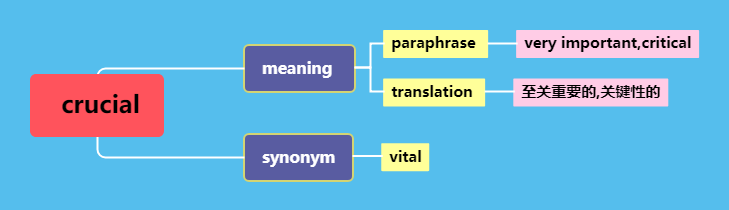 crucial
meaning
paraphrase
very important,critical
translation
至关重要的,关键性的
synonym
vital